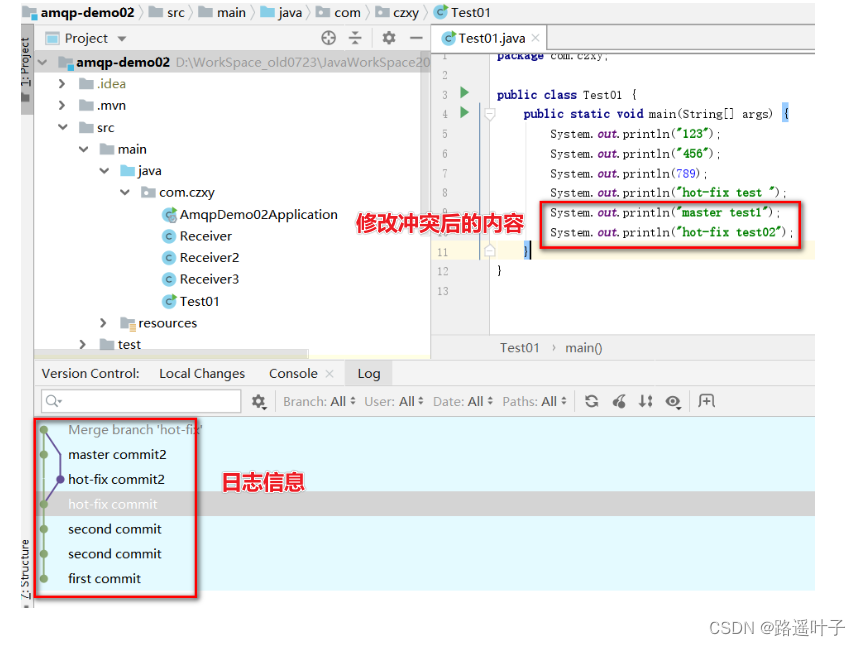 amqp-demo02 src main java com czxy Test01
1: Project
Project
Test01.java
amqp-demo02 D:\WorkSpace_old0723\JavaWorkSpace20
.idea
.mvn
src
main
java
com.czxy
AmqpDemo02Application
Receiver
Receiver2
Receiver3
Test01
resources
test
1 package com.czxy;
2
3 public class Test01 {
4 public static void main(String[] args) {
5 System.out.println("123");
6 System.out.println("456");
7 System.out.println(789);
8 System.out.println("hot-fix test ");
9 System.out.println("master test1");
System.out.println("hot-fix test02");
11 }
12 }
13
修改冲突后的内容
Test01 › main()
Version Control: Local Changes Console Log
Branch: All User: All Date: All Paths: All
Merge branch 'hot-fix'
master commit2
hot-fix commit2
hot-fix commit
second commit
second commit
first commit
日志信息
7: Structure
CSDN @路遥叶子